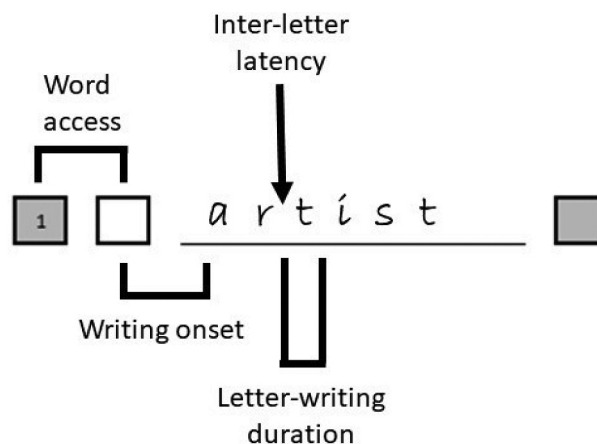 Inter-letter
latency
Word
access
1
artist
Writing onset
Letter-writing
duration